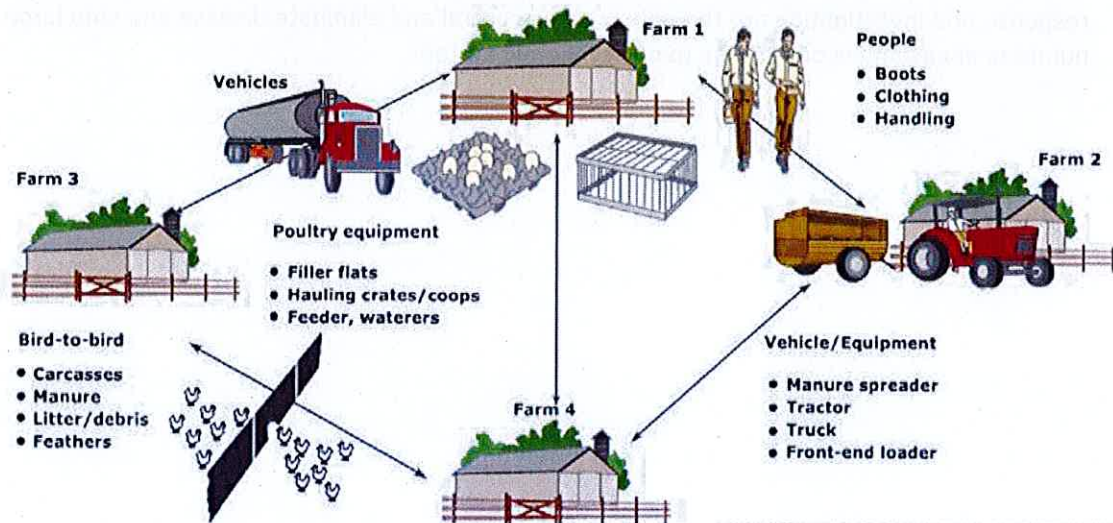 Farm 1
People
• Boots
• Clothing
• Handling
Vehicles
Farm 2
Farm 3
Poultry equipment
• Filler flats
• Hauling crates/coops
• Feeder, waterers
Bird-to-bird
• Carcasses
• Manure
• Litter/debris
• Feathers
Vehicle/Equipment
• Manure spreader
• Tractor
• Truck
• Front-end loader
Farm 4